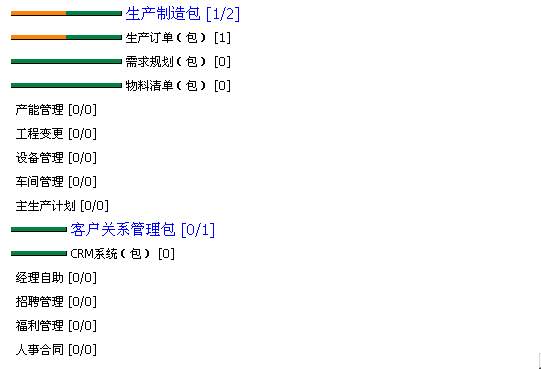 生产制造包 [1/2]
生产订单（包）[1]
需求规划（包）[0]
物料清单（包）[0]
产能管理 [0/0]
工程变更 [0/0]
设备管理 [0/0]
车间管理 [0/0]
主生产计划 [0/0]
客户关系管理包 [0/1]
CRM系统（包）[0]
经理自助 [0/0]
招聘管理 [0/0]
福利管理 [0/0]
人事合同 [0/0]